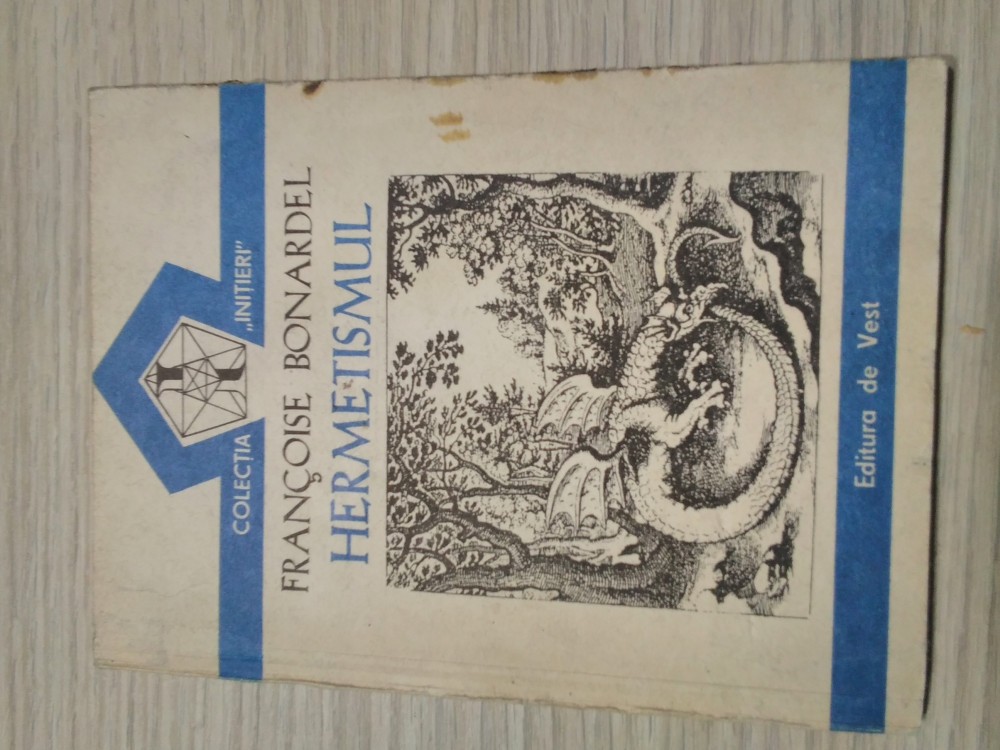 COLECȚIA „INIȚIERI”
FRANÇOISE BONARDEL
HERMETISMUL
Editura de Vest